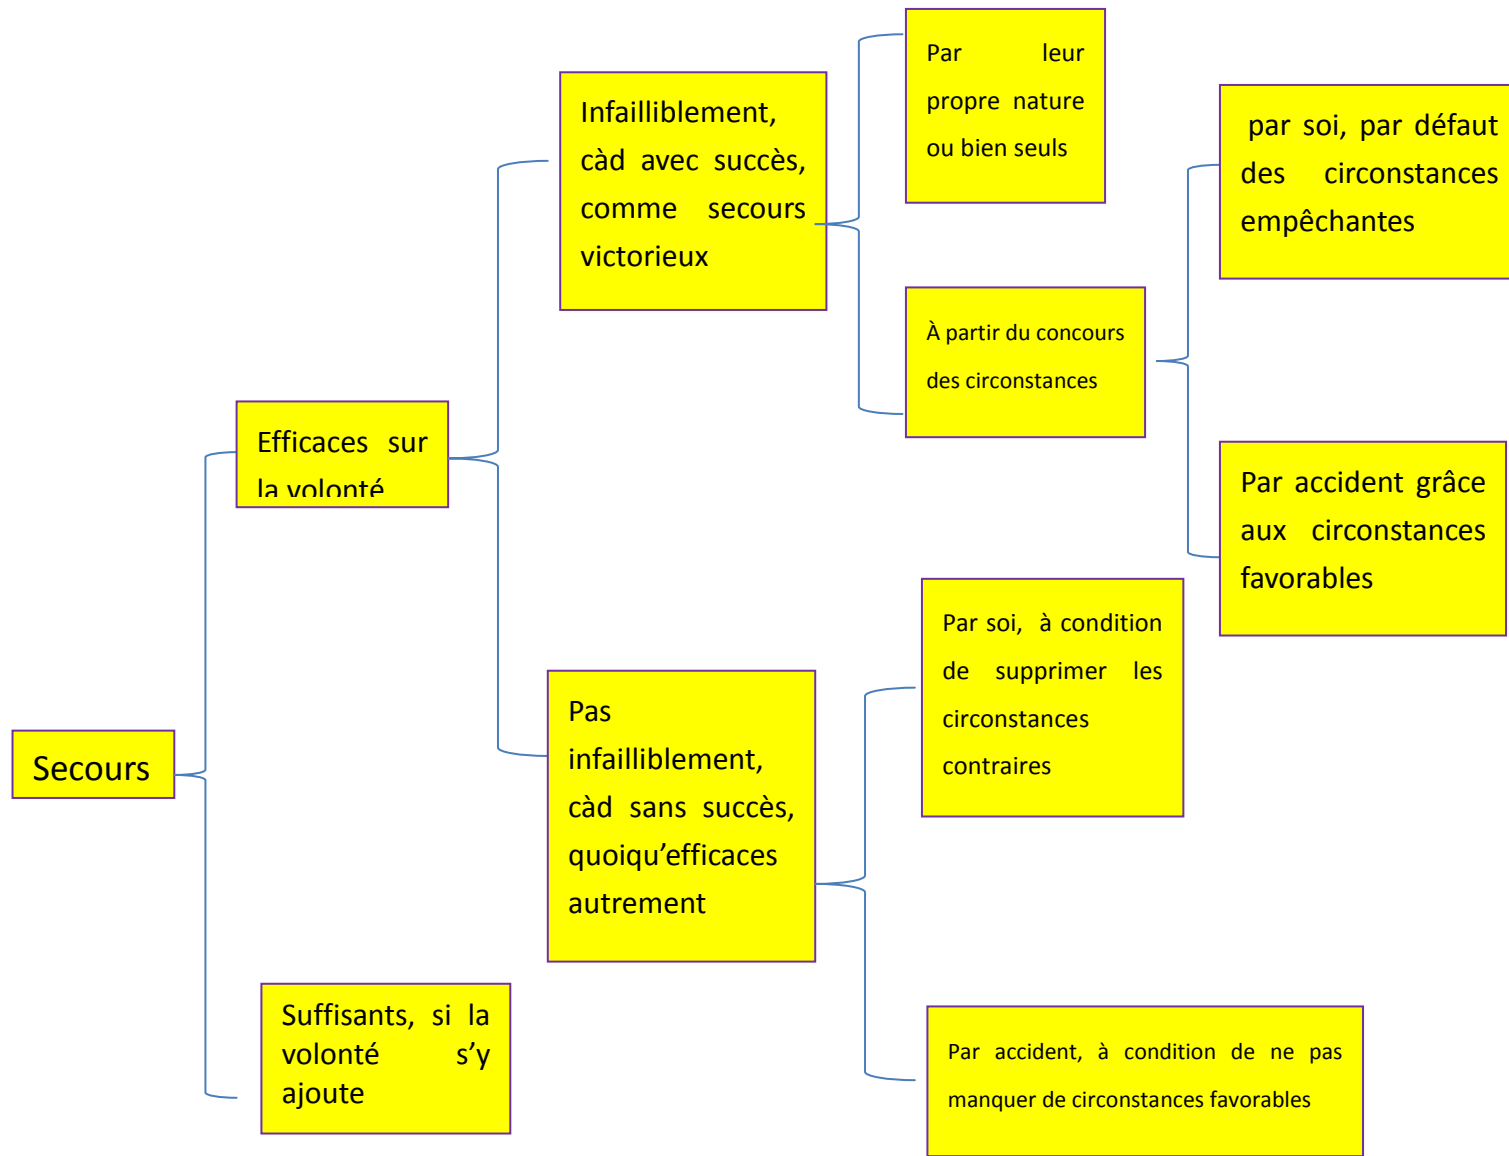 Secours
Efficaces sur
la volonté
Suffisants, si la
volonté s'y
ajoute
Infailliblement,
càd avec succès,
comme secours
victorieux
Pas
infailliblement,
càd sans succès,
quoiqu'efficaces
autrement
Par leur
propre nature
ou bien seuls
À partir du concours
des circonstances
par soi, par défaut
des circonstances
empêchantes
Par accident grâce
aux circonstances
favorables
Par soi, à condition
de supprimer les
circonstances
contraires
Par accident, à condition de ne pas
manquer de circonstances favorables